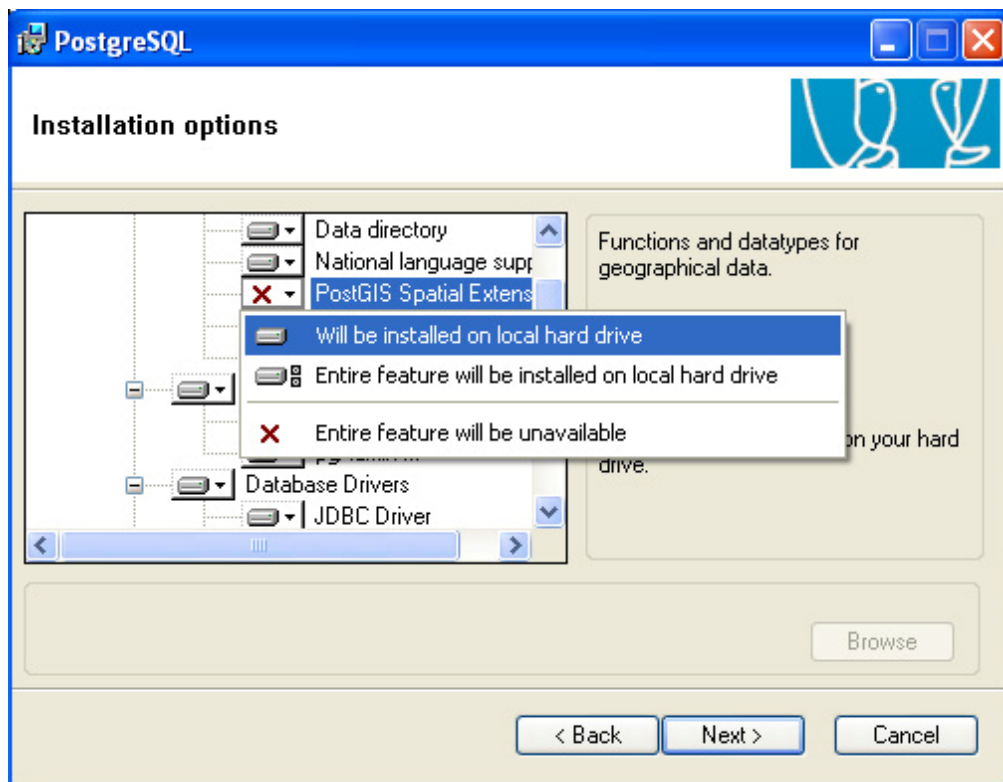 PostgreSQL
Installation options
Data directory
National language supp
PostGIS Spatial Extens
Will be installed on local hard drive
Entire feature will be installed on local hard drive
Entire feature will be unavailable
Database Drivers
JDBC Driver
Functions and datatypes for
geographical data.
on your hard
drive.
Browse
< Back
Next >
Cancel